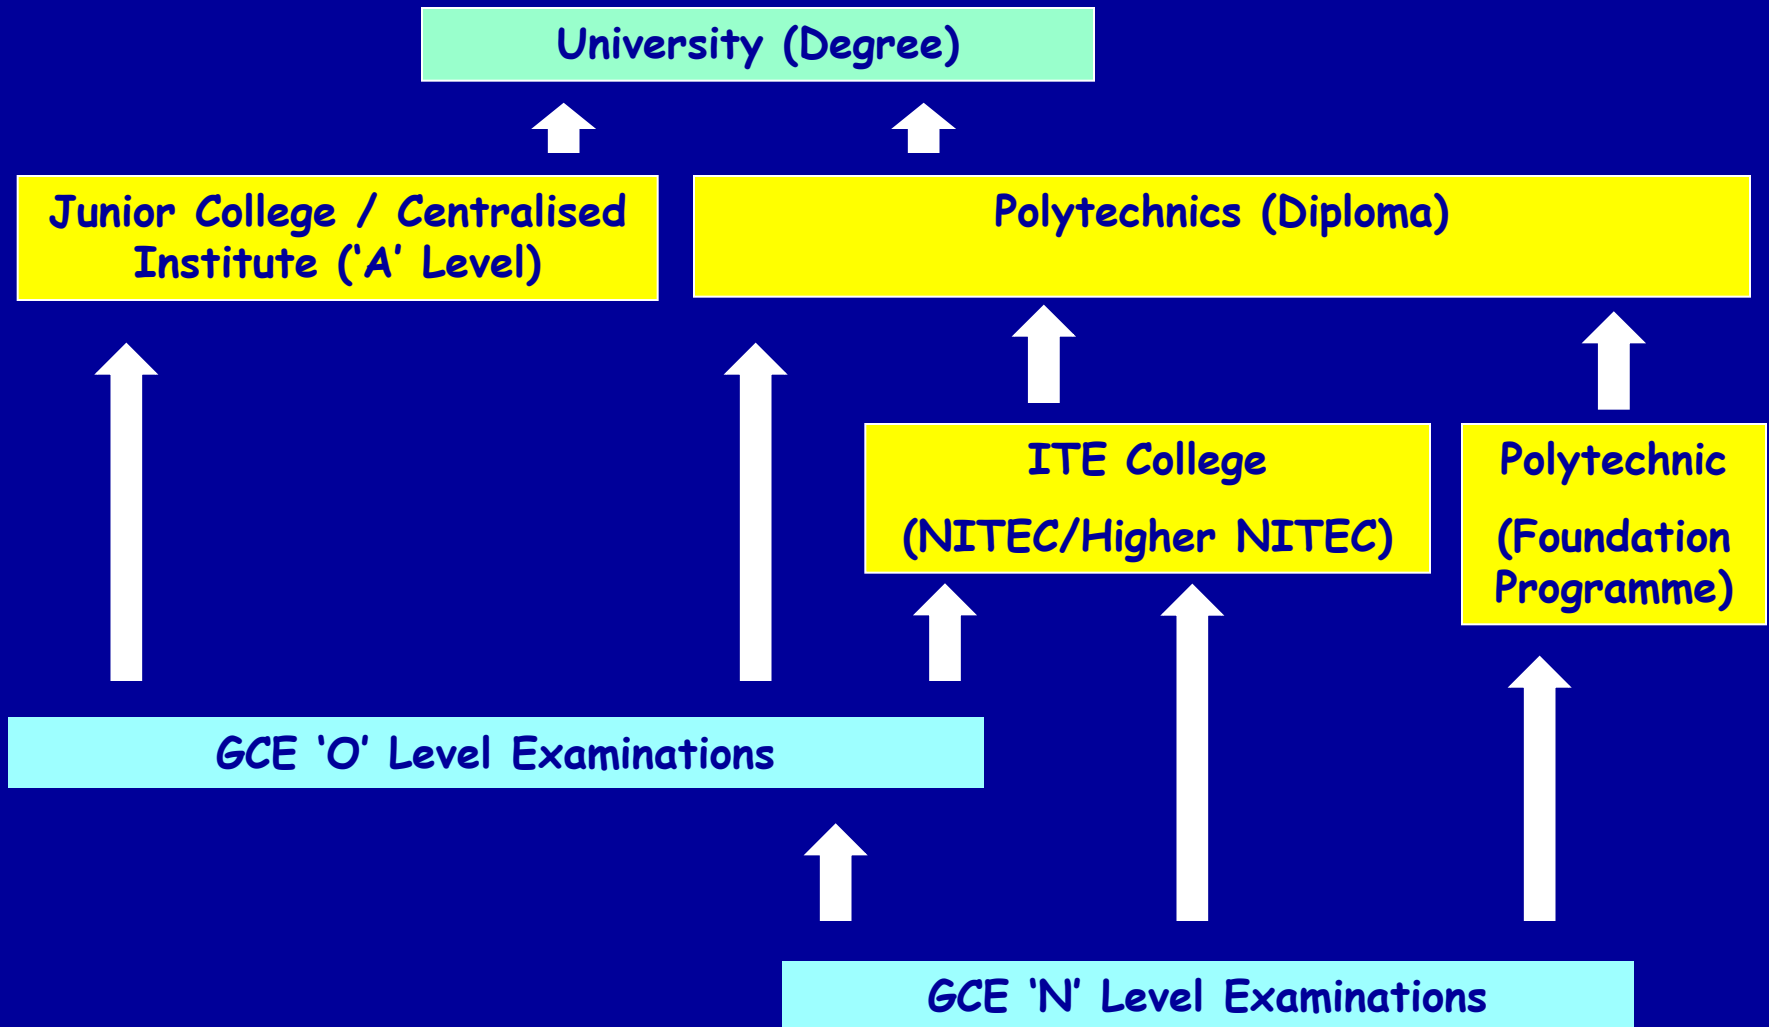 University (Degree)
Junior College / Centralised
Institute (‘A’ Level)
Polytechnics (Diploma)
ITE College
(NITEC/Higher NITEC)
Polytechnic
(Foundation
Programme)
GCE ‘O’ Level Examinations
GCE ‘N’ Level Examinations